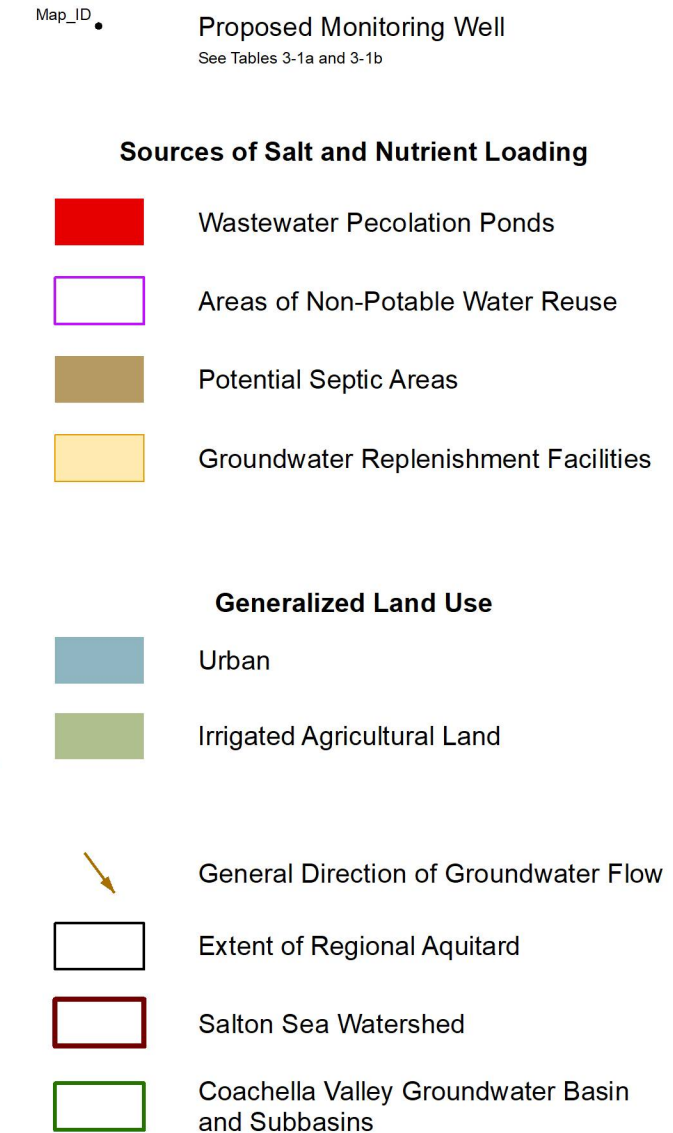 Map_ID
Proposed Monitoring Well
See Tables 3-1a and 3-1b
Sources of Salt and Nutrient Loading
Wastewater Pecolation Ponds
Areas of Non-Potable Water Reuse
Potential Septic Areas
Groundwater Replenishment Facilities
Generalized Land Use
Urban
Irrigated Agricultural Land
General Direction of Groundwater Flow
Extent of Regional Aquitard
Salton Sea Watershed
Coachella Valley Groundwater Basin
and Subbasins